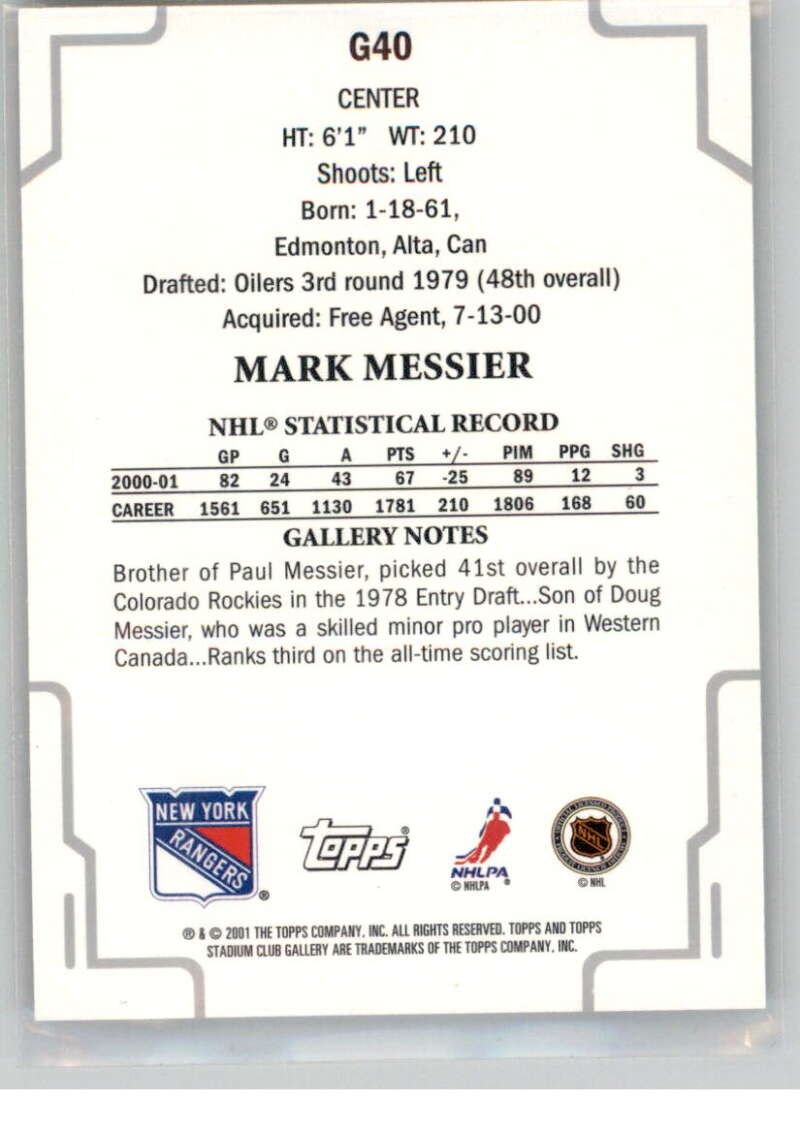 G40
CENTER
HT: 6'1" WT: 210
Shoots: Left
Born: 1-18-61,
Edmonton, Alta, Can
Drafted: Oilers 3rd round 1979 (48th overall)
Acquired: Free Agent, 7-13-00
MARK MESSIER
NHL® STATISTICAL RECORD
GP G A PTS +/- PIM PPG SHG
2000-01 82 24 43 67 -25 89 12 3
CAREER 1561 651 1130 1781 210 1806 168 60
GALLERY NOTES
Brother of Paul Messier, picked 41st overall by the
Colorado Rockies in the 1978 Entry Draft...Son of Doug
Messier, who was a skilled minor pro player in Western
Canada...Ranks third on the all-time scoring list.
NEW YORK
RANGERS
®
Topps®
NHLPA
© NHLPA ®
NHL
© NHL
® & © 2001 THE TOPPS COMPANY, INC. ALL RIGHTS RESERVED. TOPPS AND TOPPS
STADIUM CLUB GALLERY ARE TRADEMARKS OF THE TOPPS COMPANY, INC.